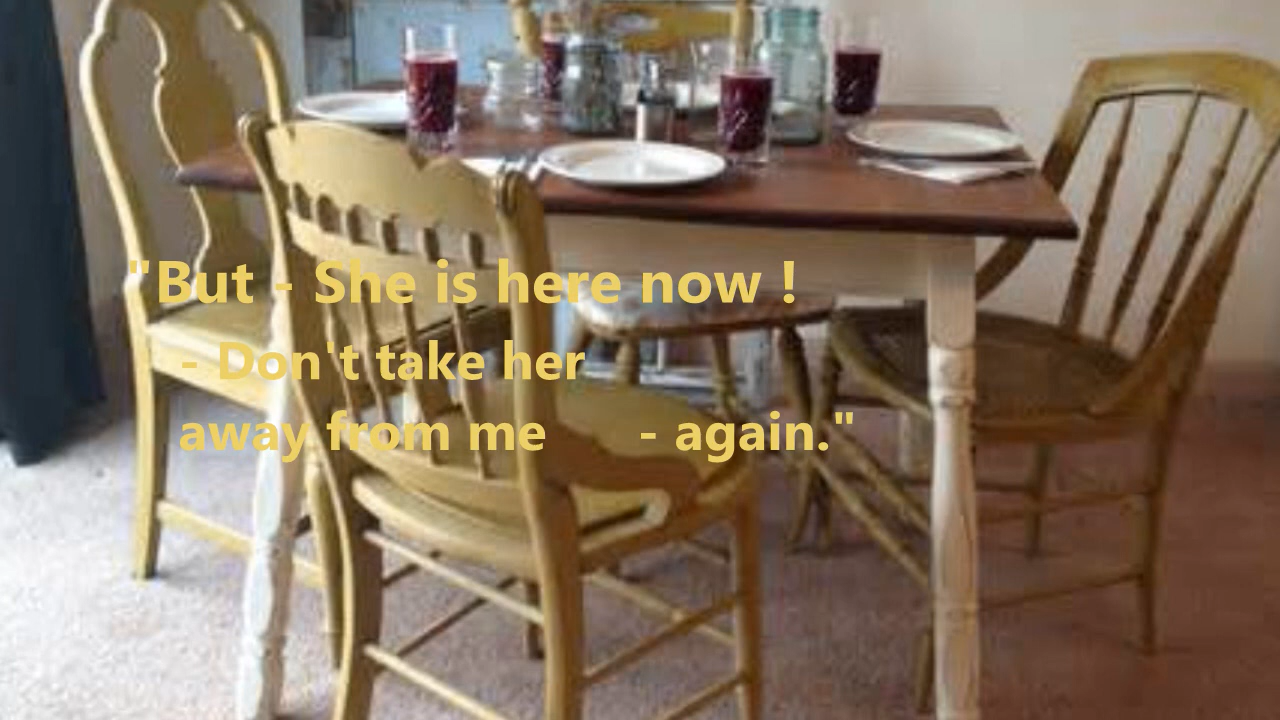 "But - She is here now !
- Don't take her
away from me - again."